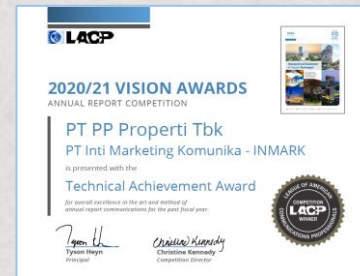 LACP
2020/21 VISION AWARDS
ANNUAL REPORT COMPETITION
PT PP Properti Tbk
PT Inti Marketing Komunika - INMARK
is presented with the
Technical Achievement Award
for overall excellence in the art and method of
annual report communications for the past fiscal year.
Tyson Heyn
Principal
Christine Kennedy
Christine Kennedy
Competition Director
LEAGUE OF AMERICAN
COMPETITION
LACP
WINNER
COMMUNICATIONS PROFESSIONALS